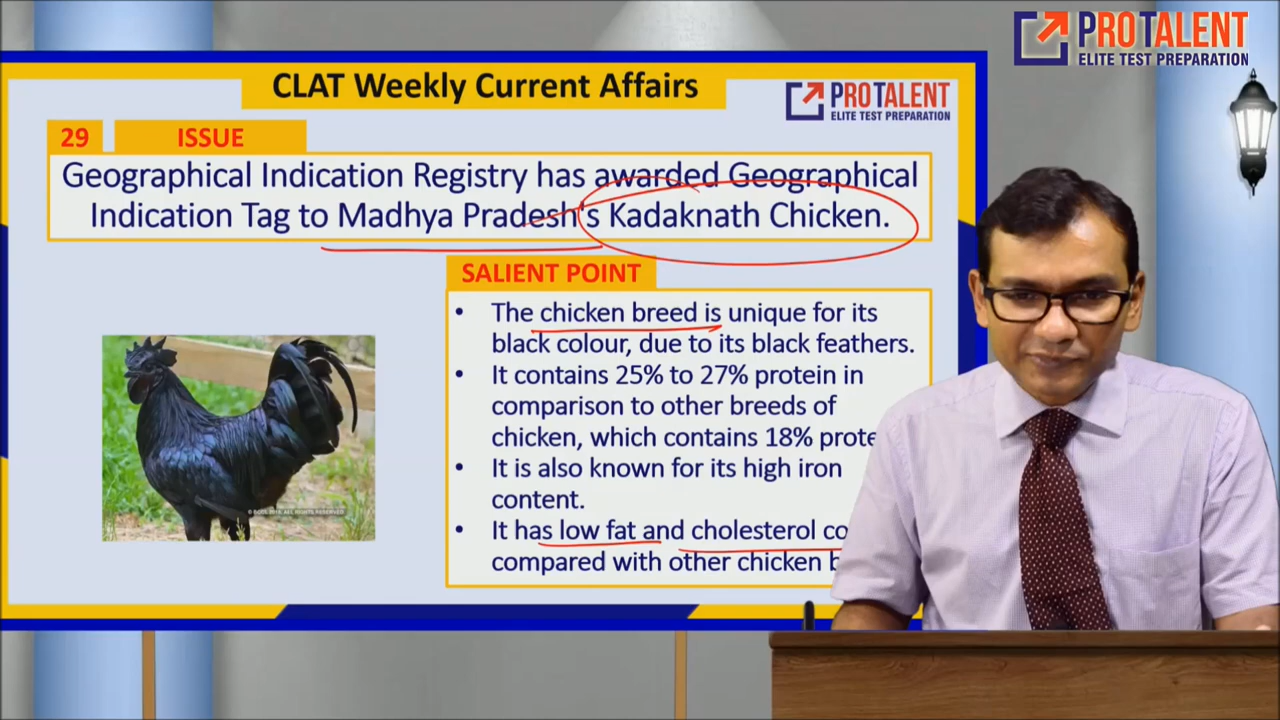 PROTALENT
ELITE TEST PREPARATION
CLAT Weekly Current Affairs
PROTALENT
ELITE TEST PREPARATION
29
ISSUE
Geographical Indication Registry has awarded Geographical
Indication Tag to Madhya Pradesh's Kadaknath Chicken.
SALIENT POINT
• The chicken breed is unique for its
black colour, due to its black feathers.
• It contains 25% to 27% protein in
comparison to other breeds of
chicken, which contains 18% prote
• It is also known for its high iron
content.
• It has low fat and cholesterol co
compared with other chicken b